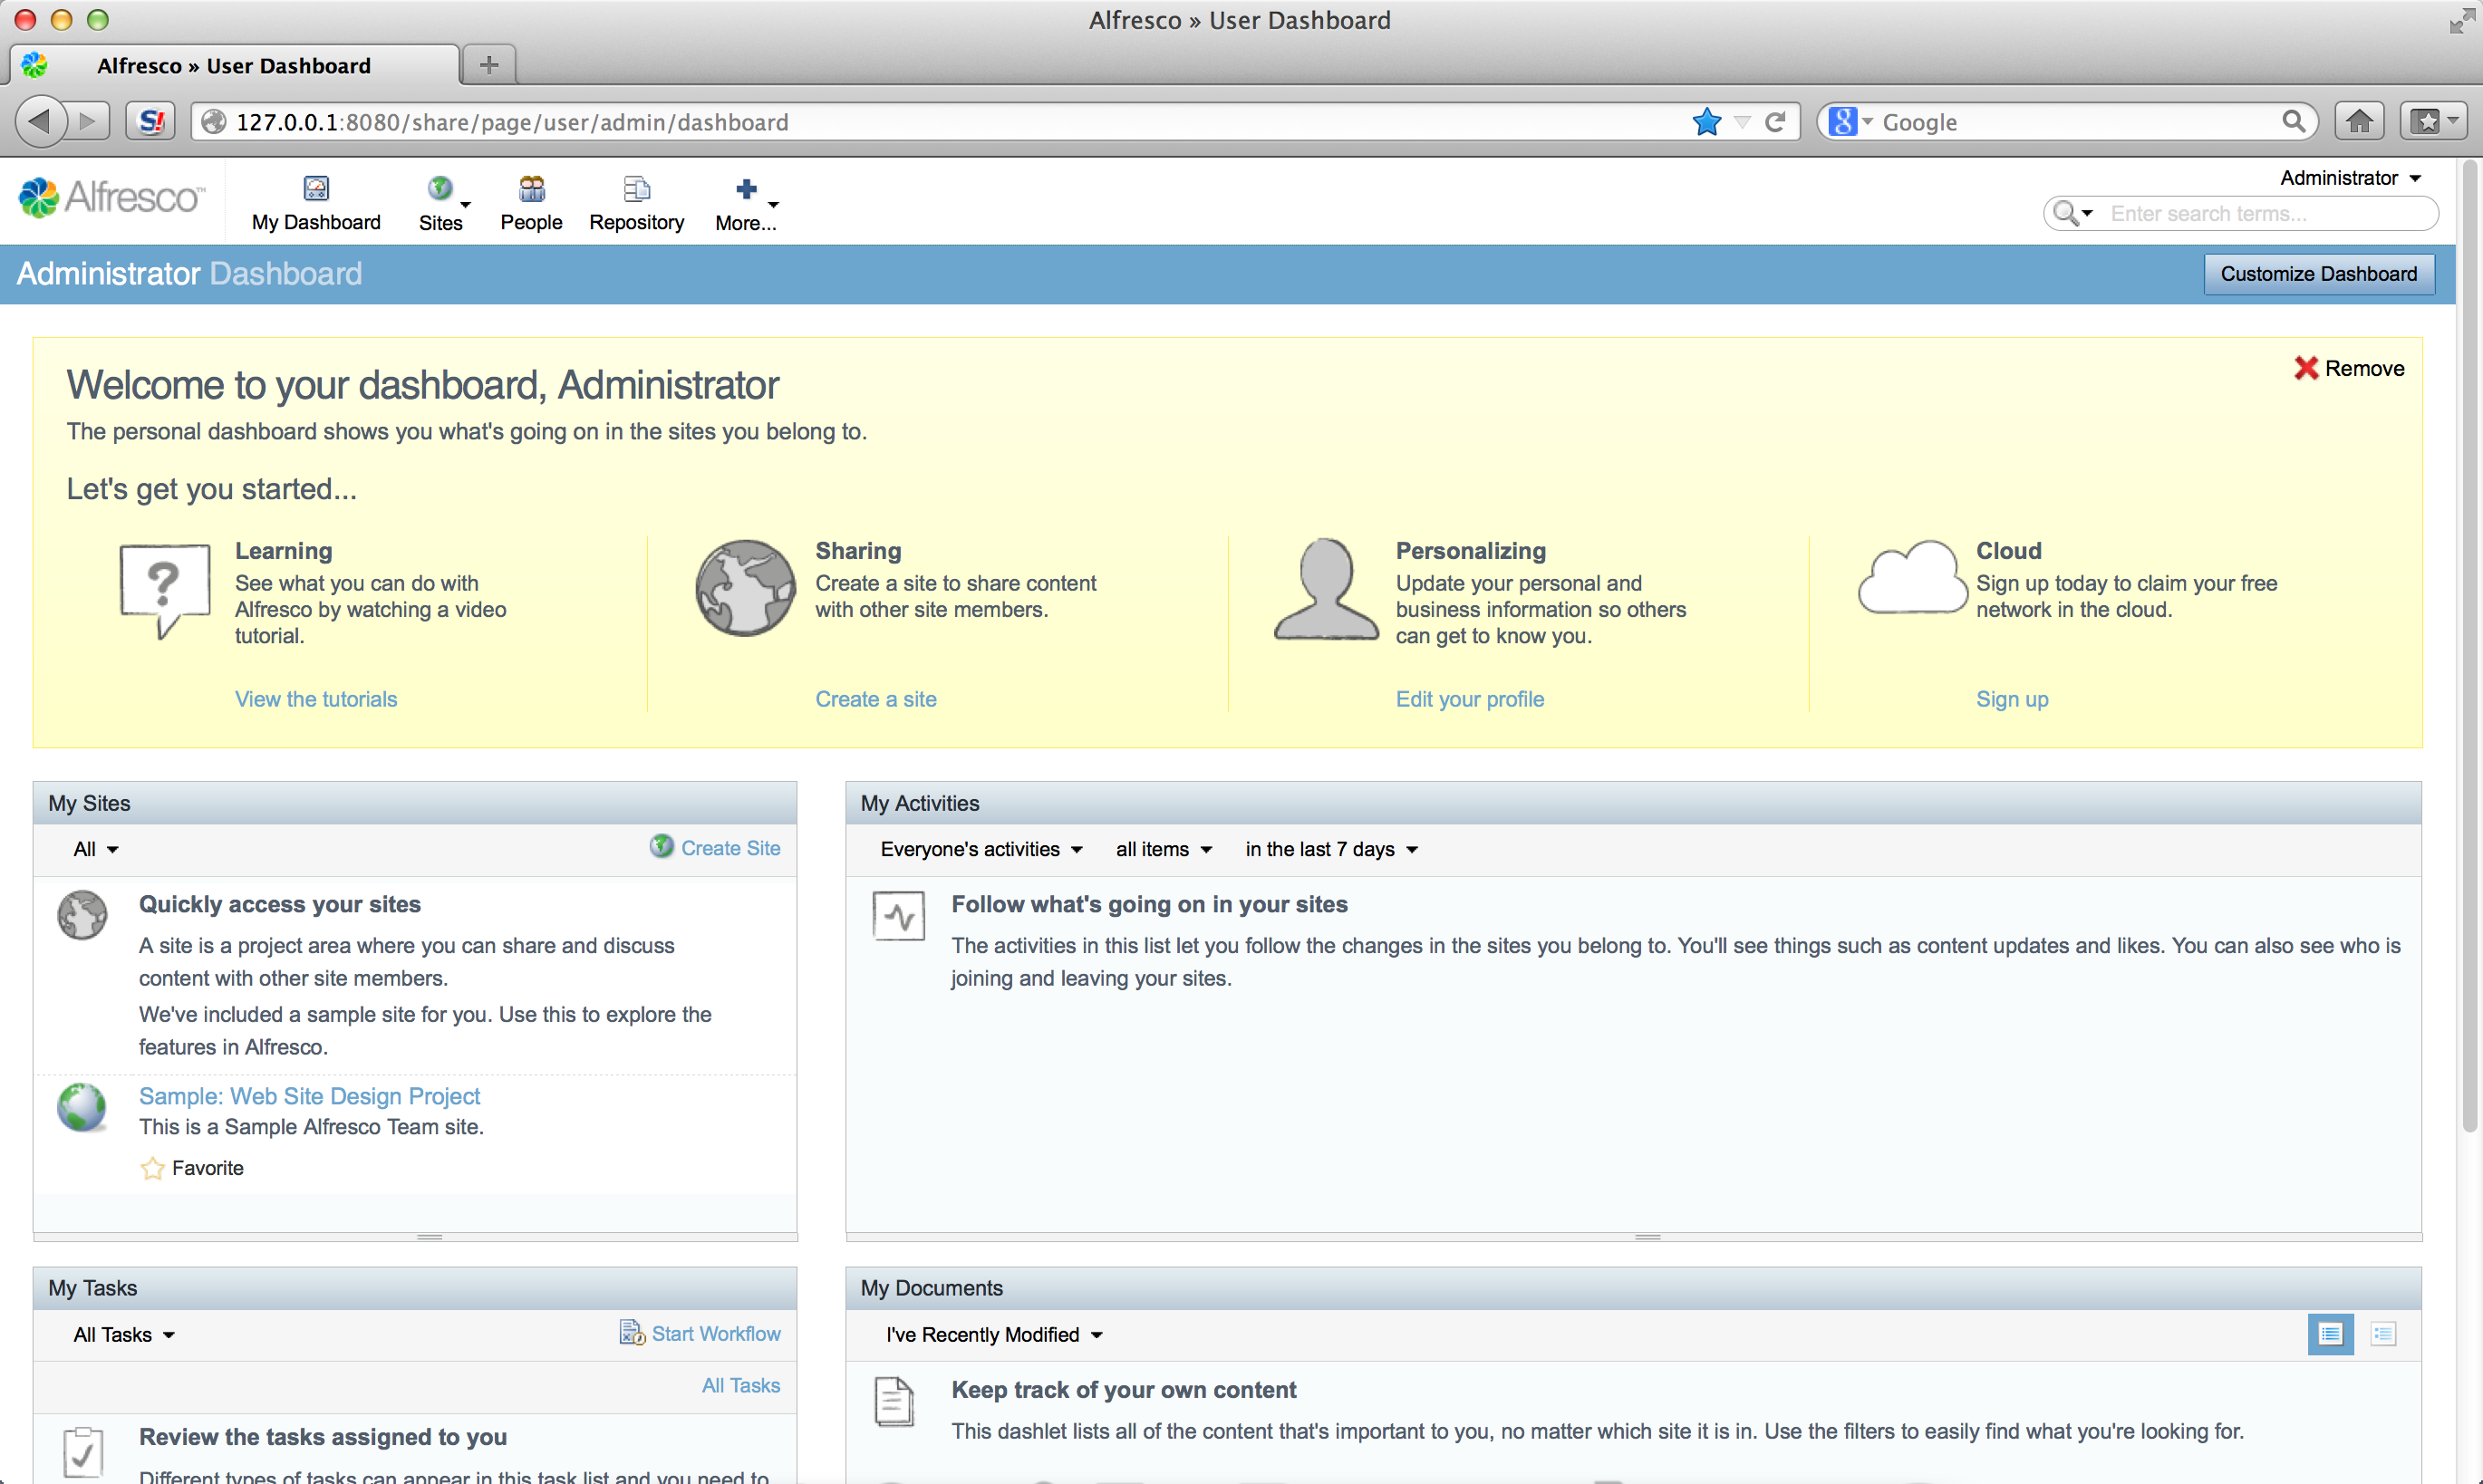 Alfresco » User Dashboard
Alfresco » User Dashboard
S!
127.0.0.1:8080/share/page/user/admin/dashboard
8
Google
Alfresco™
My Dashboard
Sites
People
Repository
More...
Administrator
Enter search terms...
Administrator Dashboard
Customize Dashboard
Welcome to your dashboard, Administrator
Remove
The personal dashboard shows you what's going on in the sites you belong to.
Let's get you started...
?
Learning
See what you can do with
Alfresco by watching a video
tutorial.
View the tutorials
Sharing
Create a site to share content
with other site members.
Create a site
Personalizing
Update your personal and
business information so others
can get to know you.
Edit your profile
Cloud
Sign up today to claim your free
network in the cloud.
Sign up
My Sites
All
Create Site
Quickly access your sites
A site is a project area where you can share and discuss
content with other site members.
We've included a sample site for you. Use this to explore the
features in Alfresco.
Sample: Web Site Design Project
This is a Sample Alfresco Team site.
Favorite
My Activities
Everyone's activities
all items
in the last 7 days
Follow what's going on in your sites
The activities in this list let you follow the changes in the sites you belong to. You'll see things such as content updates and likes. You can also see who is
joining and leaving your sites.
My Tasks
All Tasks
Start Workflow
All Tasks
Review the tasks assigned to you
Different types of tasks can appear in this task list and you need to
My Documents
I've Recently Modified
Keep track of your own content
This dashlet lists all of the content that's important to you, no matter which site it is in. Use the filters to easily find what you're looking for.